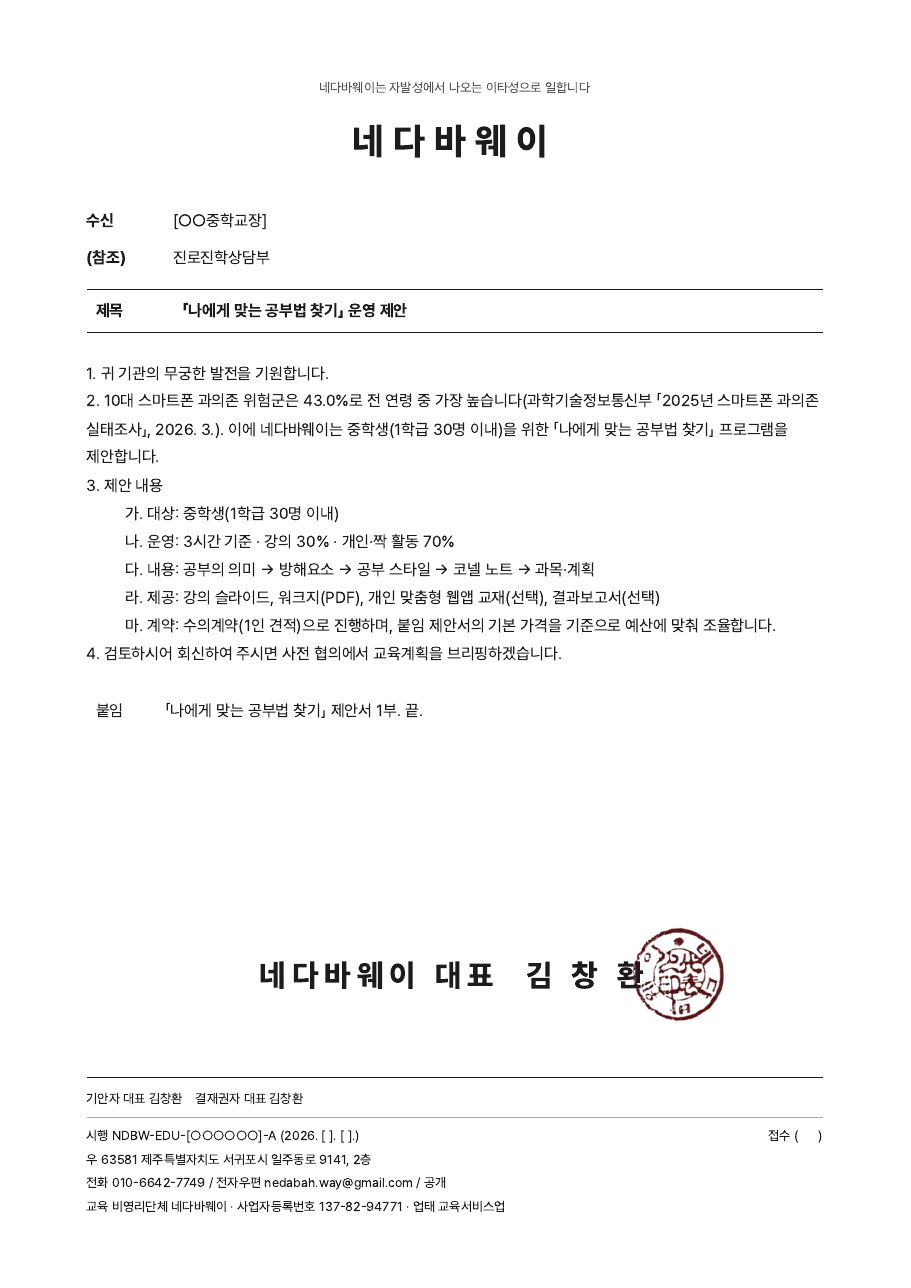 네다바웨이는 자발성에서 나오는 이타성으로 일합니다
네다바웨이
수신 [○○중학교장]
(참조) 진로진학상담부
제목 「나에게 맞는 공부법 찾기」 운영 제안
1. 귀 기관의 무궁한 발전을 기원합니다.
2. 10대 스마트폰 과의존 위험군은 43.0%로 전 연령 중 가장 높습니다(과학기술정보통신부 「2025년 스마트폰 과의존
실태조사」, 2026. 3.). 이에 네다바웨이는 중학생(1학급 30명 이내)을 위한 「나에게 맞는 공부법 찾기」 프로그램을
제안합니다.
3. 제안 내용
가. 대상: 중학생(1학급 30명 이내)
나. 운영: 3시간 기준 · 강의 30% · 개인·짝 활동 70%
다. 내용: 공부의 의미 → 방해요소 → 공부 스타일 → 코넬 노트 → 과목·계획
라. 제공: 강의 슬라이드, 워크지(PDF), 개인 맞춤형 웹앱 교재(선택), 결과보고서(선택)
마. 계약: 수의계약(1인 견적)으로 진행하며, 붙임 제안서의 기본 가격을 기준으로 예산에 맞춰 조율합니다.
4. 검토하시어 회신하여 주시면 사전 협의에서 교육계획을 브리핑하겠습니다.
붙임 「나에게 맞는 공부법 찾기」 제안서 1부. 끝.
네다바웨이 대표 김 창 환
기안자 대표 김창환 결재권자 대표 김창환
시행 NDBW-EDU-[○○○○○○]-A (2026. [ ]. [ ].) 접수 ( )
우 63581 제주특별자치도 서귀포시 일주동로 9141, 2층
전화 010-6642-7749 / 전자우편 nedabah.way@gmail.com / 공개
교육 비영리단체 네다바웨이 · 사업자등록번호 137-82-94771 · 업태 교육서비스업